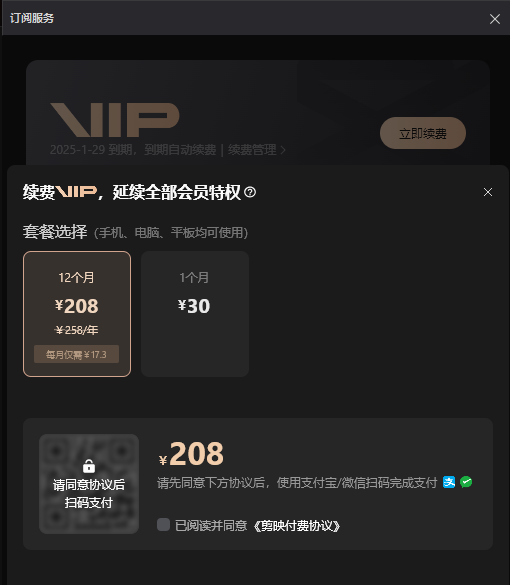 订阅服务
VIP
2025-1-29 到期，到期自动续费 | 续费管理
立即续费
续费VIP，延续全部会员特权
套餐选择（手机、电脑、平板均可使用）
12个月
¥208
¥258/年
每月仅需¥17.3
1个月
¥30
请同意协议后
扫码支付
¥208
请先同意下方协议后，使用支付宝/微信扫码完成支付
已阅读并同意《剪映付费协议》